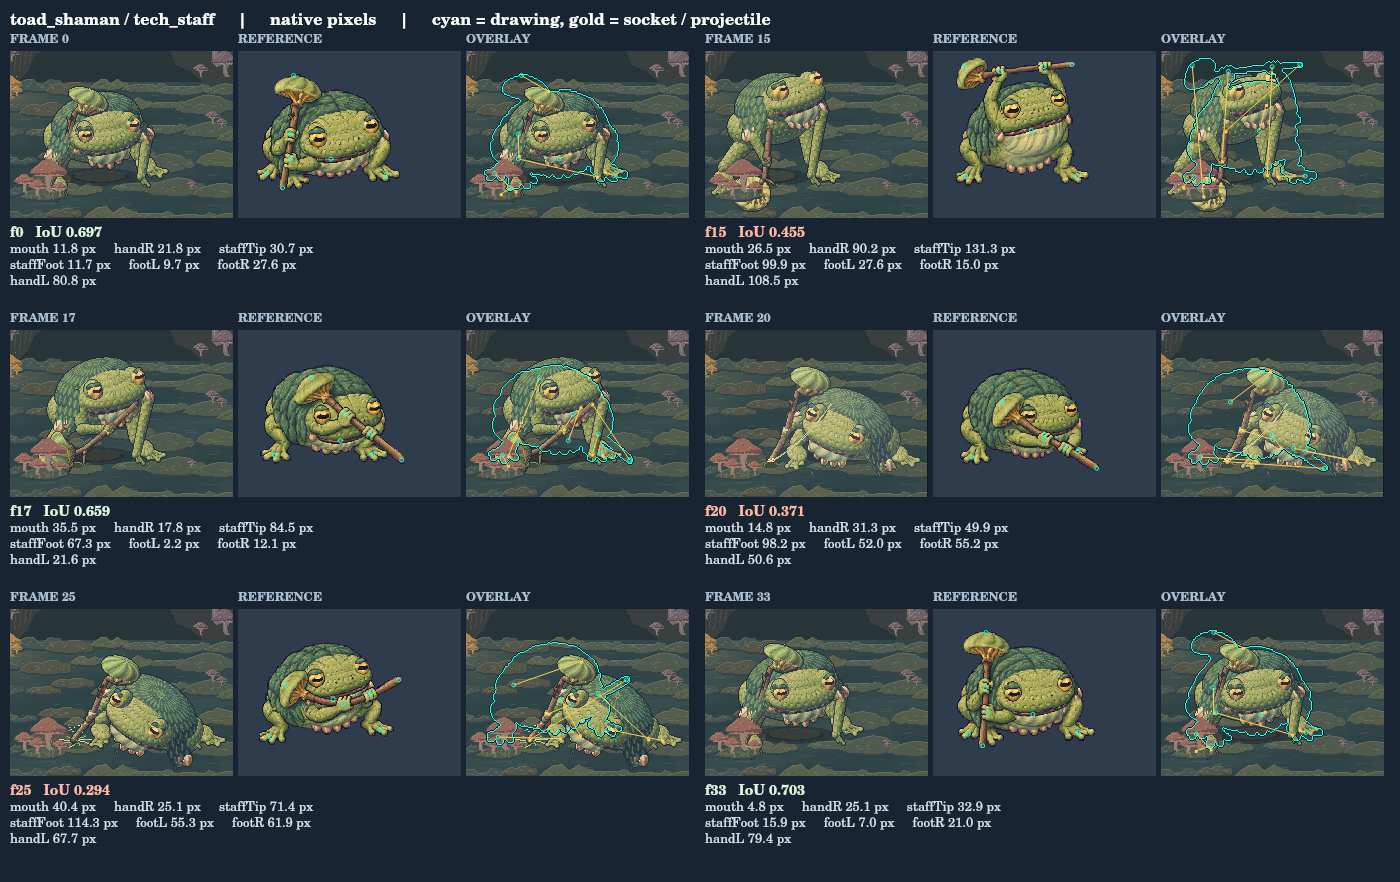 toad_shaman / tech_staff | native pixels | cyan = drawing, gold = socket / projectile
FRAME 0 REFERENCE OVERLAY
f0 IoU 0.697
mouth 11.8 px handR 21.8 px staffTip 30.7 px
staffFoot 11.7 px footL 9.7 px footR 27.6 px
handL 80.8 px
FRAME 15 REFERENCE OVERLAY
f15 IoU 0.455
mouth 26.5 px handR 90.2 px staffTip 131.3 px
staffFoot 99.9 px footL 27.6 px footR 15.0 px
handL 108.5 px
FRAME 17 REFERENCE OVERLAY
f17 IoU 0.659
mouth 35.5 px handR 17.8 px staffTip 84.5 px
staffFoot 67.3 px footL 2.2 px footR 12.1 px
handL 21.6 px
FRAME 20 REFERENCE OVERLAY
f20 IoU 0.371
mouth 14.8 px handR 31.3 px staffTip 49.9 px
staffFoot 98.2 px footL 52.0 px footR 55.2 px
handL 50.6 px
FRAME 25 REFERENCE OVERLAY
f25 IoU 0.294
mouth 40.4 px handR 25.1 px staffTip 71.4 px
staffFoot 114.3 px footL 55.3 px footR 61.9 px
handL 67.7 px
FRAME 33 REFERENCE OVERLAY
f33 IoU 0.703
mouth 4.8 px handR 25.1 px staffTip 32.9 px
staffFoot 15.9 px footL 7.0 px footR 21.0 px
handL 79.4 px